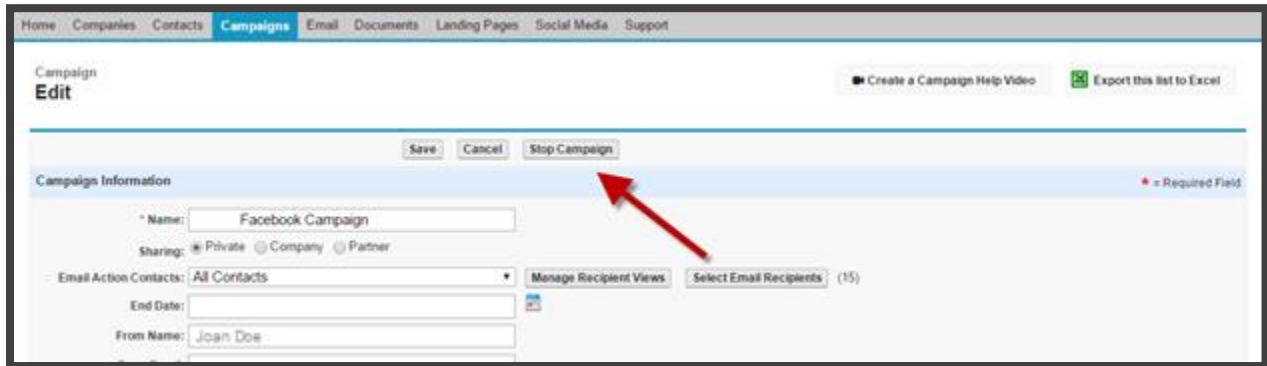 Home Companies Contacts Campaigns Email Documents Landing Pages Social Media Support
Campaign
Edit
Create a Campaign Help Video Export this list to Excel
Save Cancel Stop Campaign
Campaign Information * = Required Field
* Name: Facebook Campaign
Sharing: Private Company Partner
Email Action Contacts: All Contacts Manage Recipient Views Select Email Recipients (15)
End Date:
From Name: Joan Doe